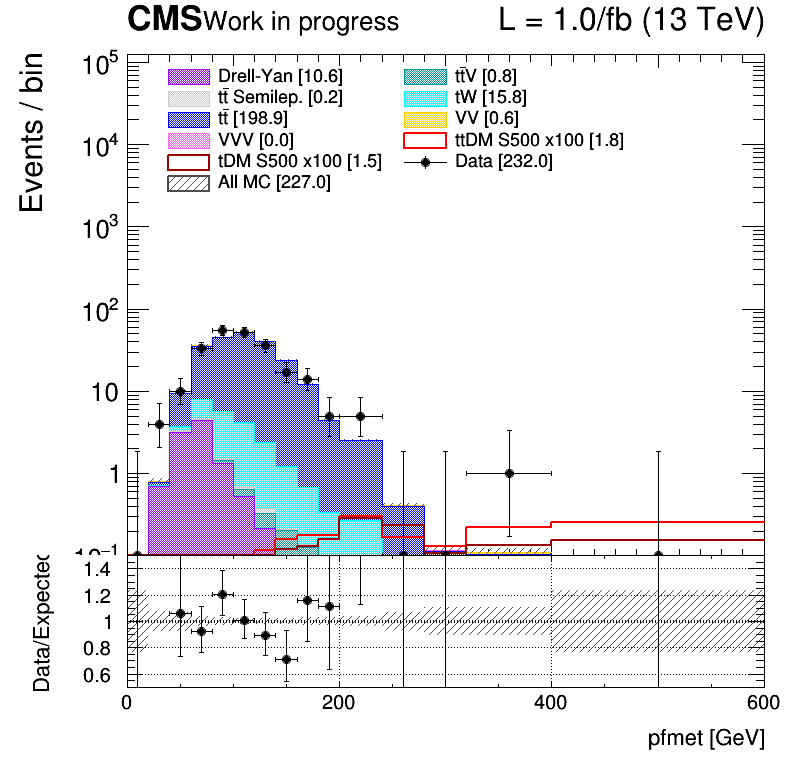 CMS Work in progress L = 1.0/fb (13 TeV)
Events / bin
10⁵
10⁴
10³
10²
10
1
10⁻¹
Drell-Yan [10.6] tt̄V [0.8]
tt̄ Semilep. [0.2] tW [15.8]
tt̄ [198.9] VV [0.6]
VVV [0.0] ttDM S500 x100 [1.8]
tDM S500 x100 [1.5] Data [232.0]
All MC [227.0]
Data/Expected
1.4
1.2
1
0.8
0.6
0 200 400 600
pfmet [GeV]